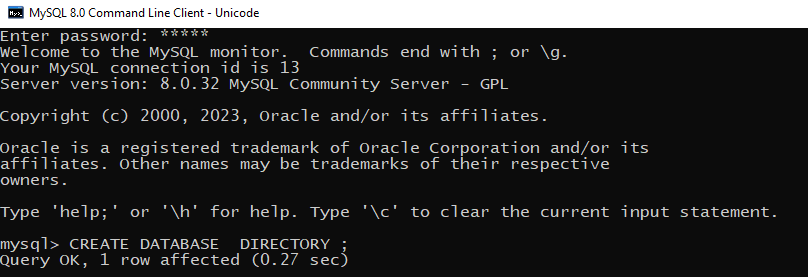 MySQL 8.0 Command Line Client - Unicode
Enter password: *****
Welcome to the MySQL monitor.  Commands end with ; or \g.
Your MySQL connection id is 13
Server version: 8.0.32 MySQL Community Server - GPL
Copyright (c) 2000, 2023, Oracle and/or its affiliates.
Oracle is a registered trademark of Oracle Corporation and/or its
affiliates. Other names may be trademarks of their respective
owners.
Type 'help;' or '\h' for help. Type '\c' to clear the current input statement.
mysql> CREATE DATABASE  DIRECTORY ;
Query OK, 1 row affected (0.27 sec)